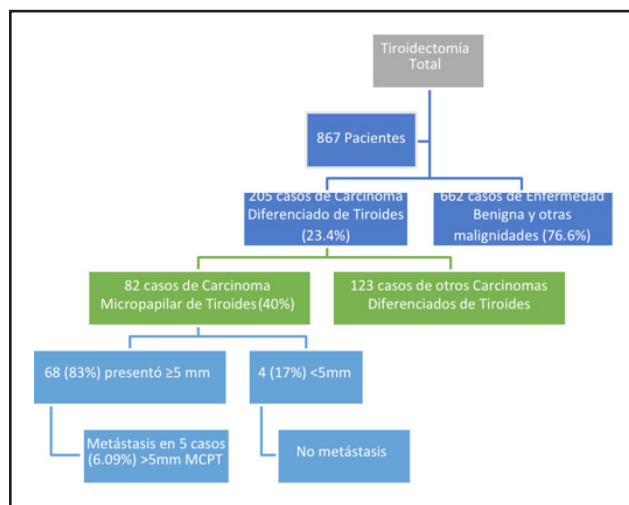 Tiroidectomía
Total
867 Pacientes
205 casos de Carcinoma
Diferenciado de Tiroides
(23.4%)
662 casos de Enfermedad
Benigna y otras
malignidades (76.6%)
82 casos de Carcinoma
Micropapilar de Tiroides (40%)
123 casos de otros Carcinomas
Diferenciados de Tiroides
68 (83%) presentó ≥5 mm
4 (17%) <5mm
Metástasis en 5 casos
(6.09%) >5mm MCPT
No metástasis